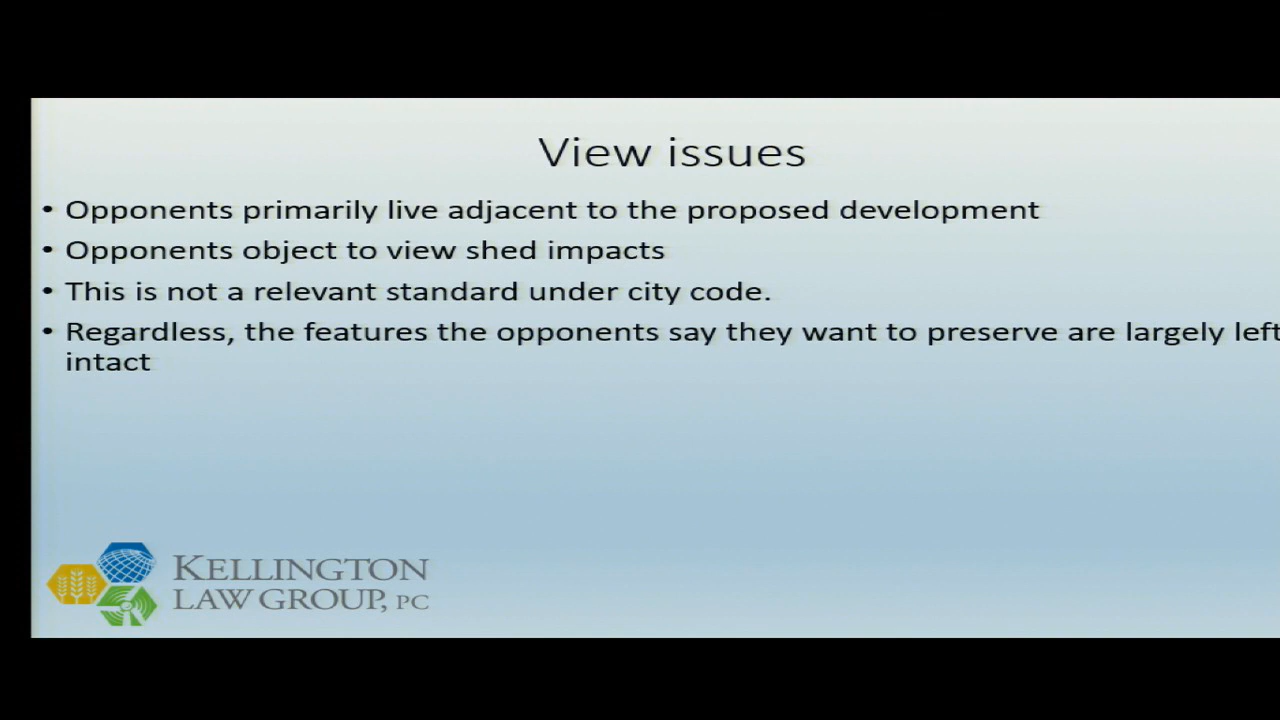 View issues
• Opponents primarily live adjacent to the proposed development
• Opponents object to view shed impacts
• This is not a relevant standard under city code.
• Regardless, the features the opponents say they want to preserve are largely left
intact
KELLINGTON
LAW GROUP, PC